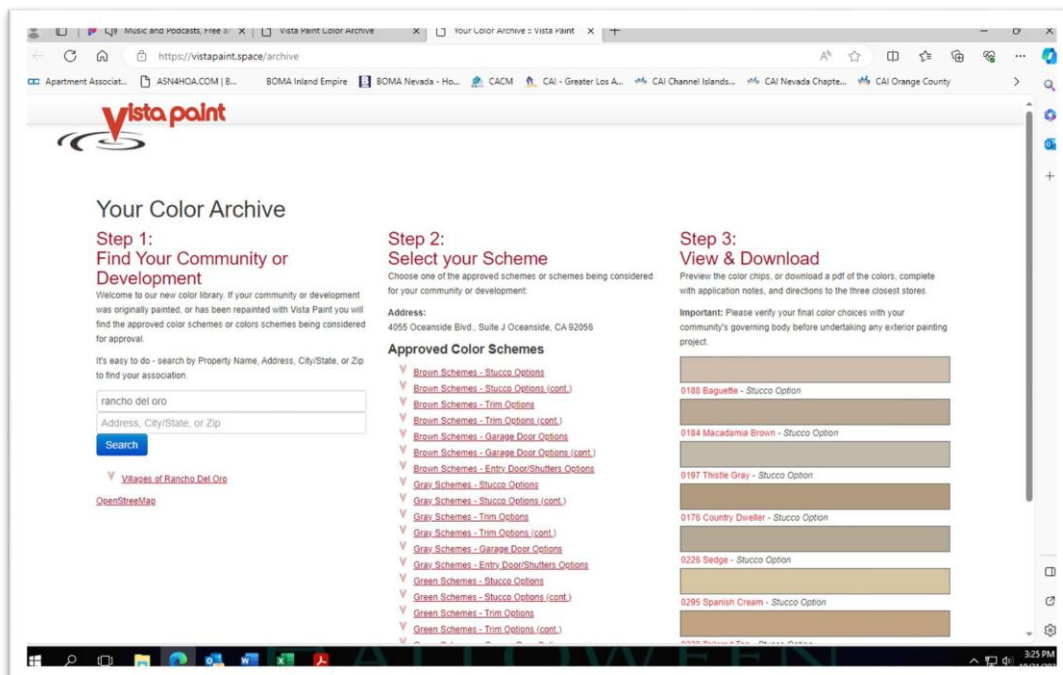 Music and Podcasts, Free a
Vista Paint Color Archive
Your Color Archive :: Vista Paint
https://vistapaint.space/archive
Apartment Associat...
ASN4HOA.COM | B...
BOMA Inland Empire
BOMA Nevada - Ho...
CACM
CAI - Greater Los A...
CAI Channel Islands...
CAI Nevada Chapte...
CAI Orange County
vista paint
Your Color Archive
Step 1:
Find Your Community or
Development
Welcome to our new color library. If your community or development
was originally painted, or has been repainted with Vista Paint you will
find the approved color schemes or colors schemes being considered
for approval.
It's easy to do - search by Property Name, Address, City/State, or Zip
to find your association.
rancho del oro
Address, City/State, or Zip
Search
Villages of Rancho Del Oro
OpenStreeMap
Step 2:
Select your Scheme
Choose one of the approved schemes or schemes being considered
for your community or development:
Address:
4055 Oceanside Blvd., Suite J Oceanside, CA 92056
Approved Color Schemes
Brown Schemes - Stucco Options
Brown Schemes - Stucco Options (cont.)
Brown Schemes - Trim Options
Brown Schemes - Trim Options (cont.)
Brown Schemes - Garage Door Options
Brown Schemes - Garage Door Options (cont.)
Brown Schemes - Entry Door/Shutters Options
Gray Schemes - Stucco Options
Gray Schemes - Stucco Options (cont.)
Gray Schemes - Trim Options
Gray Schemes - Trim Options (cont.)
Gray Schemes - Garage Door Options
Gray Schemes - Entry Door/Shutters Options
Green Schemes - Stucco Options
Green Schemes - Stucco Options (cont.)
Green Schemes - Trim Options
Green Schemes - Trim Options (cont.)
Step 3:
View & Download
Preview the color chips, or download a pdf of the colors, complete
with application notes, and directions to the three closest stores.
Important: Please verify your final color choices with your
community's governing body before undertaking any exterior painting
project.
0188 Baguette - Stucco Option
0184 Macadamia Brown - Stucco Option
0197 Thistle Gray - Stucco Option
0176 Country Dweller - Stucco Option
0226 Sedge - Stucco Option
0295 Spanish Cream - Stucco Option
HALLOWEEN
3:25 PM